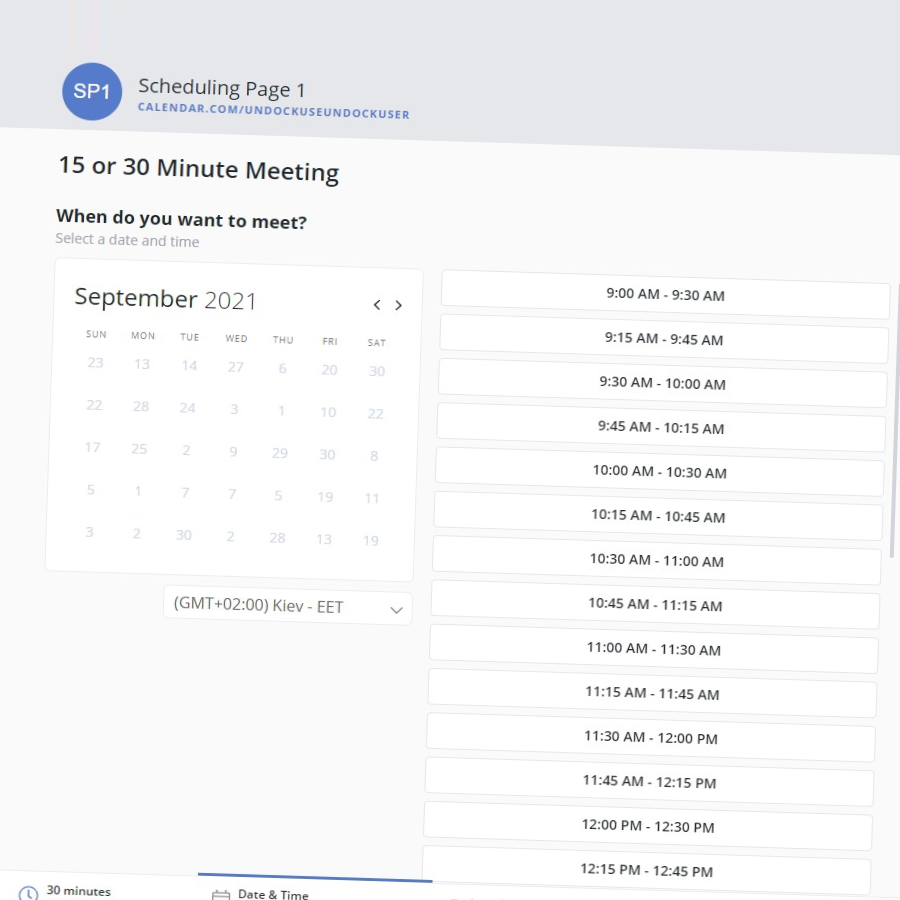 SP1
Scheduling Page 1
CALENDAR.COM/UNDOCKUSEUNDOCKUSER
15 or 30 Minute Meeting
When do you want to meet?
Select a date and time
September 2021
SUN MON TUE WED THU FRI SAT
23 13 14 27 6 20 30
22 28 24 3 1 10 22
17 25 2 9 29 30 8
5 1 7 7 5 19 11
3 2 30 2 28 13 19
(GMT+02:00) Kiev - EET
9:00 AM - 9:30 AM
9:15 AM - 9:45 AM
9:30 AM - 10:00 AM
9:45 AM - 10:15 AM
10:00 AM - 10:30 AM
10:15 AM - 10:45 AM
10:30 AM - 11:00 AM
10:45 AM - 11:15 AM
11:00 AM - 11:30 AM
11:15 AM - 11:45 AM
11:30 AM - 12:00 PM
11:45 AM - 12:15 PM
12:00 PM - 12:30 PM
12:15 PM - 12:45 PM
30 minutes
Date & Time